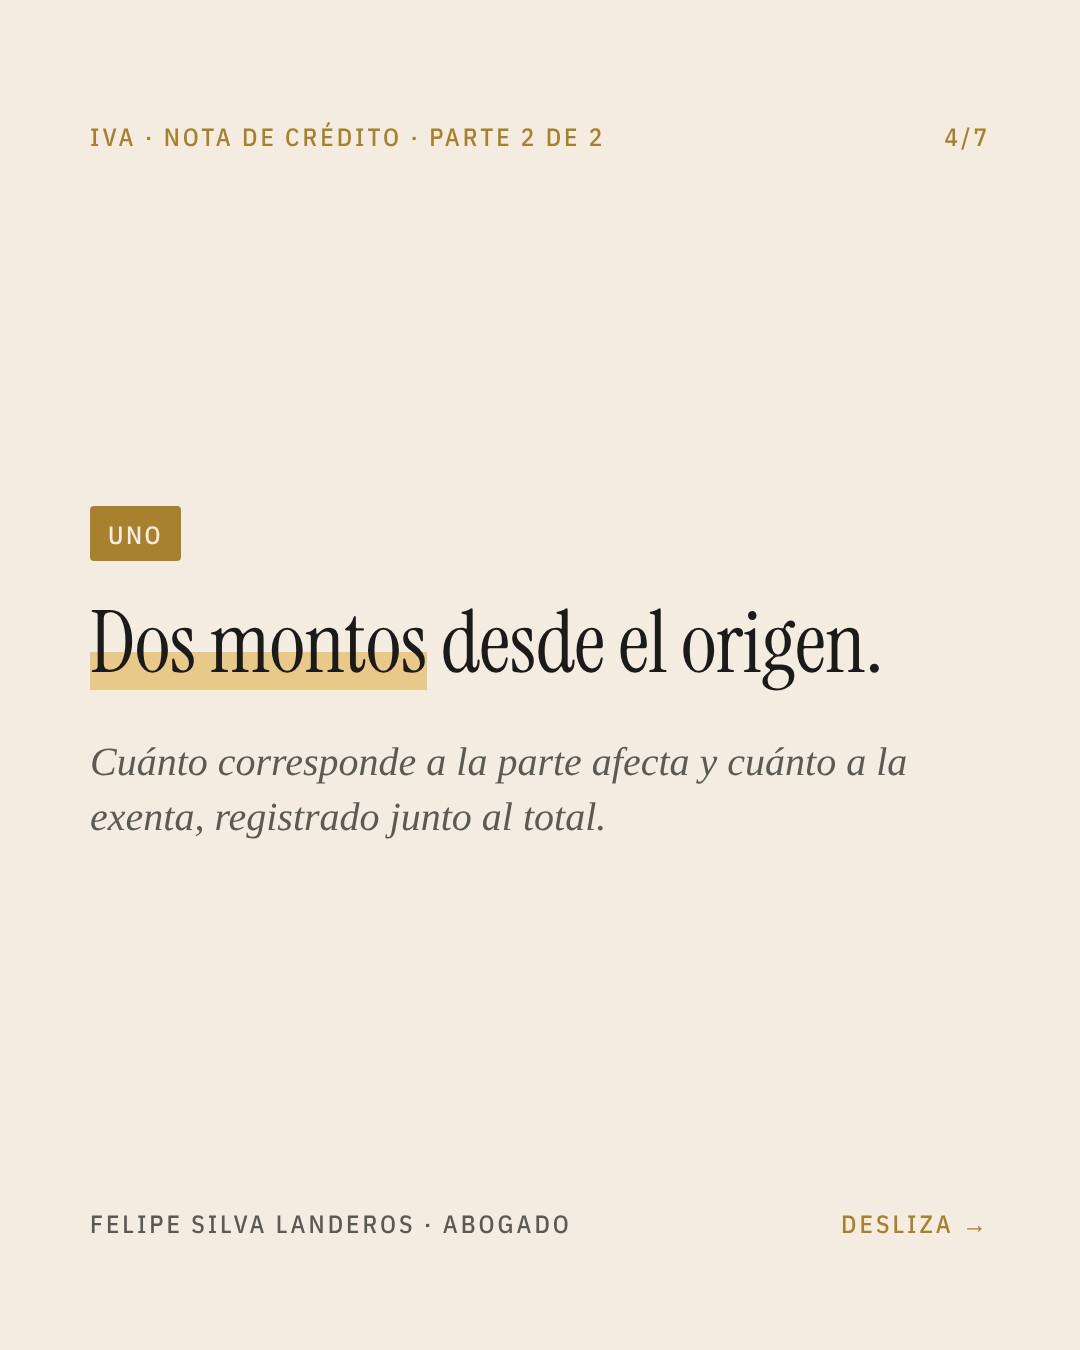 IVA · NOTA DE CRÉDITO · PARTE 2 DE 2
4/7
UNO
Dos montos desde el origen.
Cuánto corresponde a la parte afecta y cuánto a la
exenta, registrado junto al total.
FELIPE SILVA LANDEROS · ABOGADO
DESLIZA →